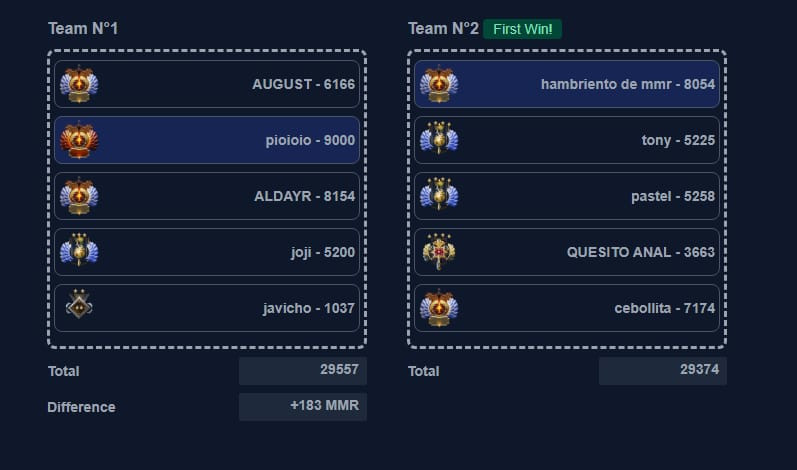 Team N°1
AUGUST - 6166
pioioio - 9000
ALDAYR - 8154
joji - 5200
javicho - 1037
Total 29557
Difference +183 MMR
Team N°2 First Win!
hambriento de mmr - 8054
tony - 5225
pastel - 5258
QUESITO ANAL - 3663
cebollita - 7174
Total 29374